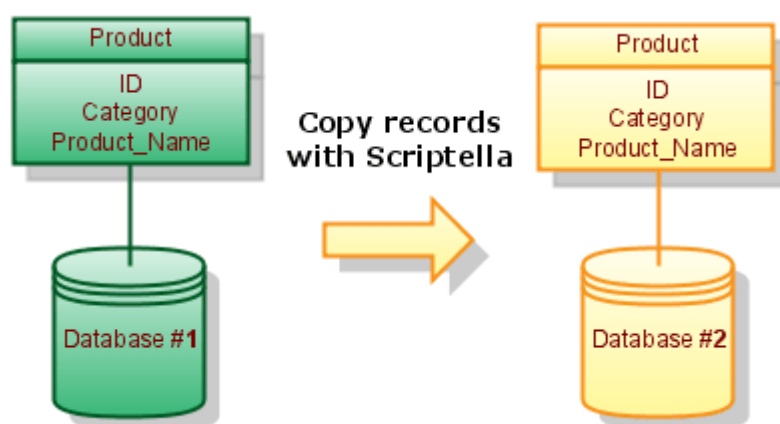 Product
ID
Category
Product_Name
Database #1
Copy records
with Scriptella
Product
ID
Category
Product_Name
Database #2